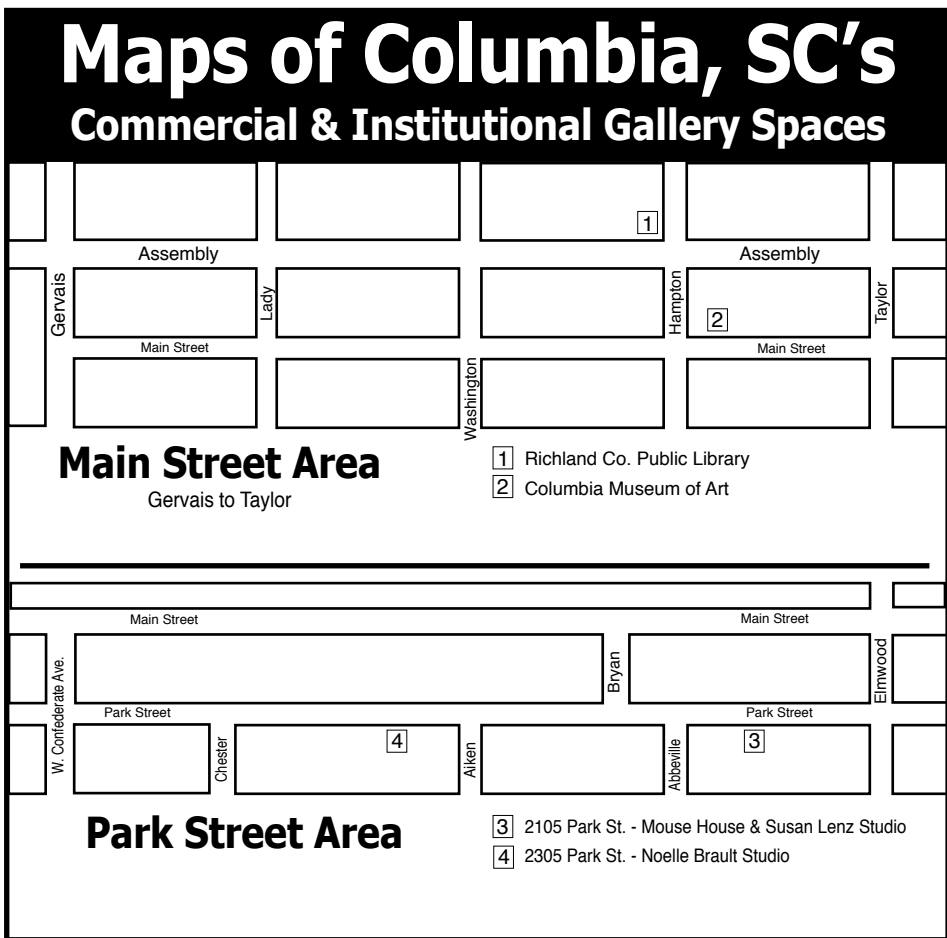 Maps of Columbia, SC’s
Commercial & Institutional Gallery Spaces
1
Assembly
Assembly
Gervais
Lady
Hampton
Taylor
2
Main Street
Main Street
Washington
Main Street Area
Gervais to Taylor
1 Richland Co. Public Library
2 Columbia Museum of Art
Main Street
Main Street
W. Confederate Ave.
Bryan
Elmwood
Park Street
Park Street
Chester
4
Aiken
Abbeville
3
Park Street Area
3 2105 Park St. - Mouse House & Susan Lenz Studio
4 2305 Park St. - Noelle Brault Studio